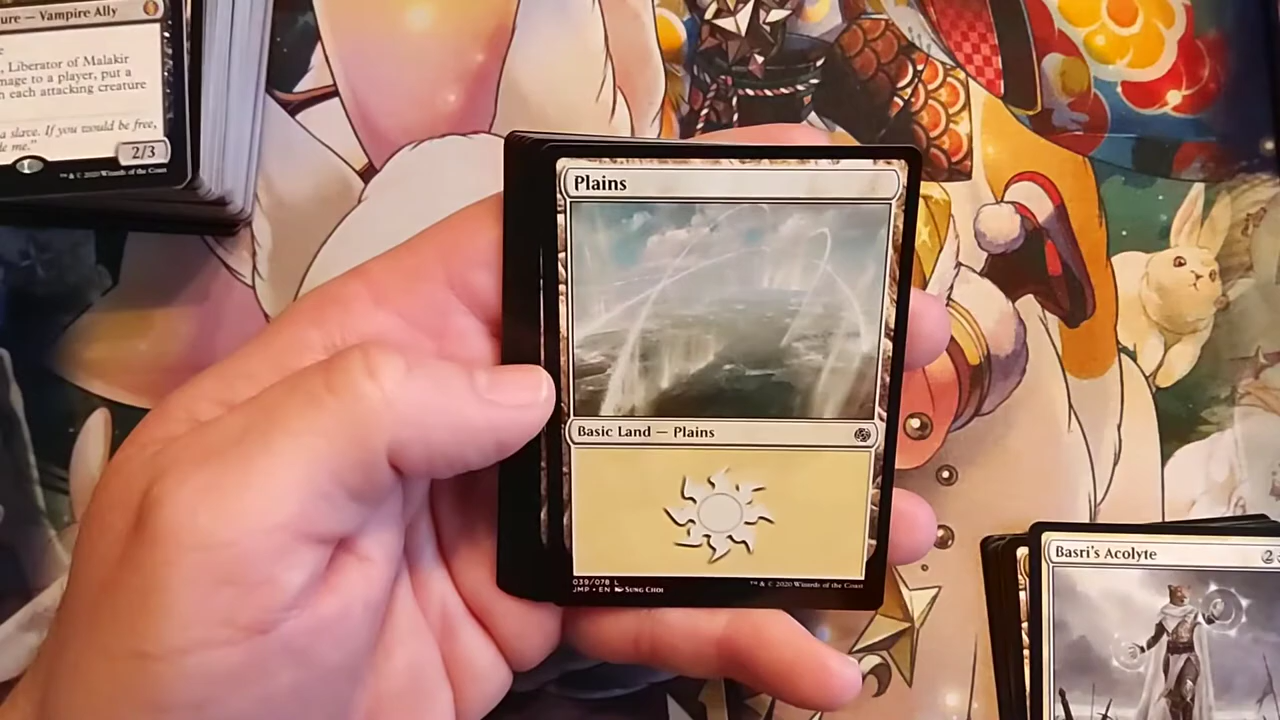 ure — Vampire Ally
e
, Liberator of Malakir
mage to a player, put a
n each attacking creature
a slave. If you would be free,
le me."
2/3
™ & © 2020 Wizards of the Coast
Plains
Basic Land — Plains
039/078 L
JMP • EN Sung Choi
™ & © 2020 Wizards of the Coast
Basri's Acolyte
2